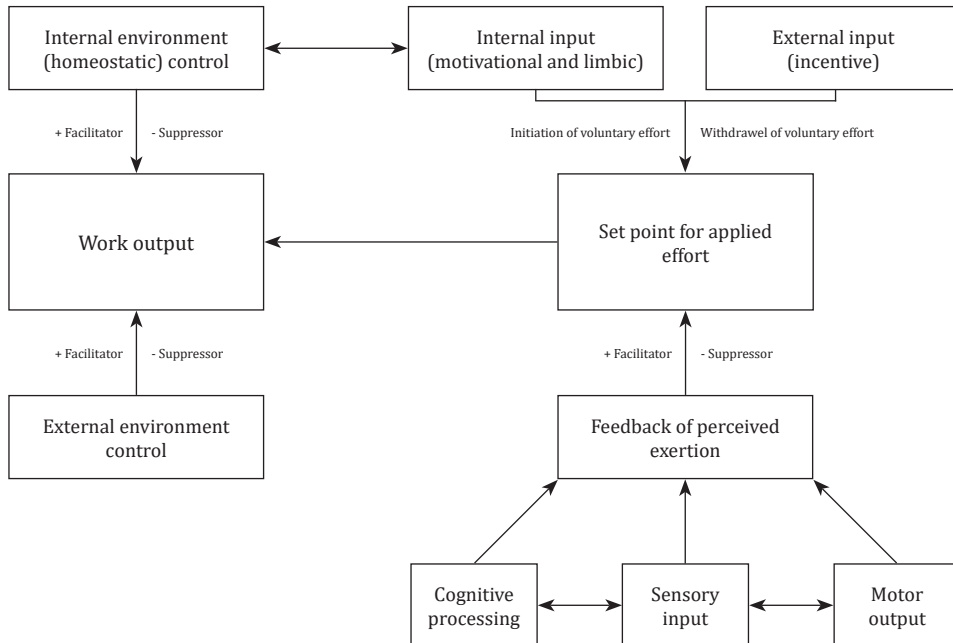 Internal environment
(homeostatic) control
Internal input
(motivational and limbic)
External input
(incentive)
+ Facilitator
- Suppressor
Initiation of voluntary effort
Withdrawel of voluntary effort
Work output
Set point for applied
effort
+ Facilitator
- Suppressor
+ Facilitator
- Suppressor
External environment
control
Feedback of perceived
exertion
Cognitive
processing
Sensory
input
Motor
output